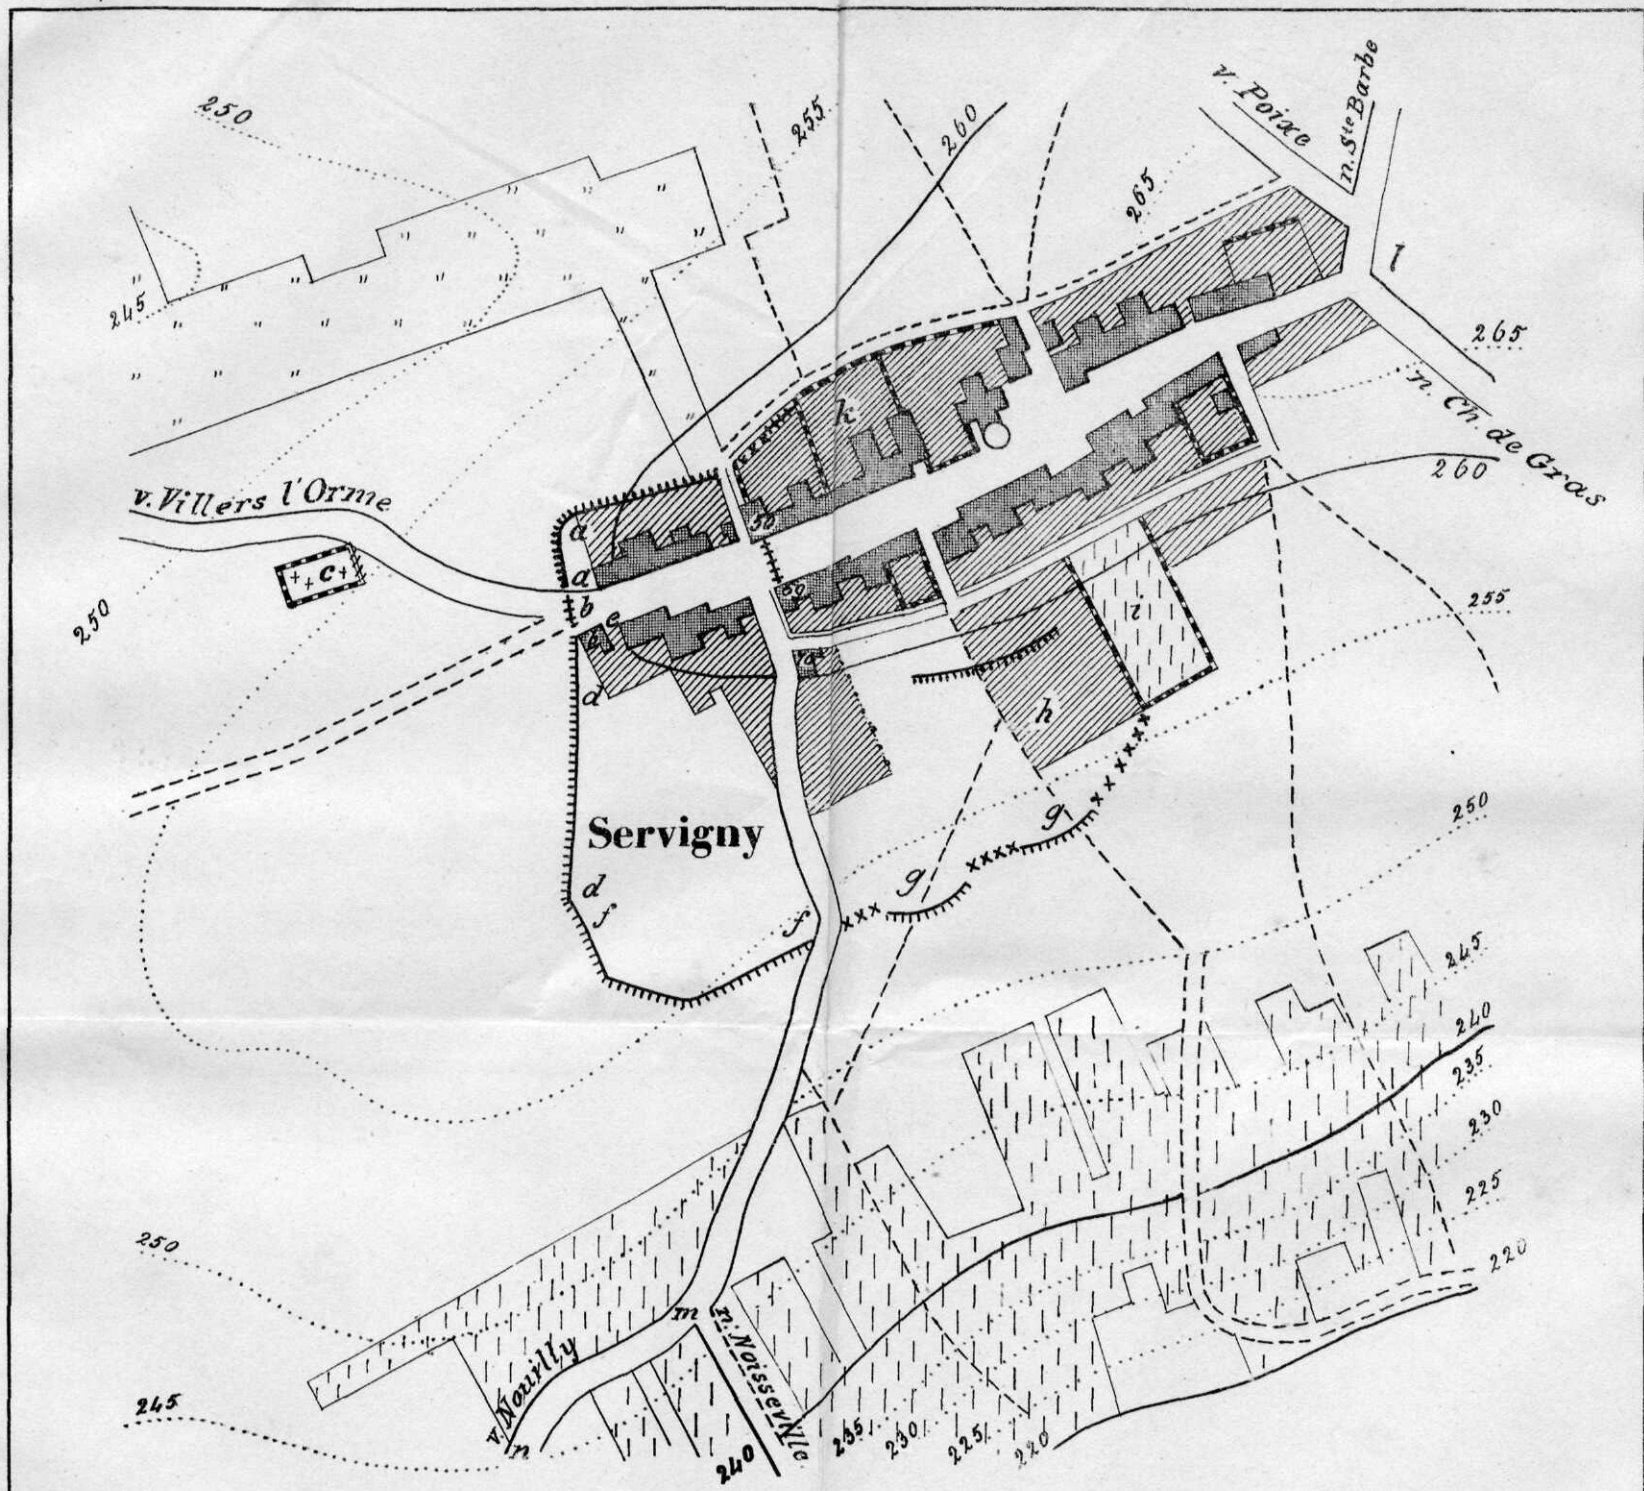 250
255
260
v. Poixe
n. Ste Barbe
265
245
l
265
k
n. Ch. de Gras
260
v. Villers l'Orme
d
c
a
b
e
250
i
255
d
h
Servigny
g
250
d
f
g
f
245
240
235
230
225
220
250
m
n. Noisseville
v. Nouilly
n
245
240
235
230
225
220